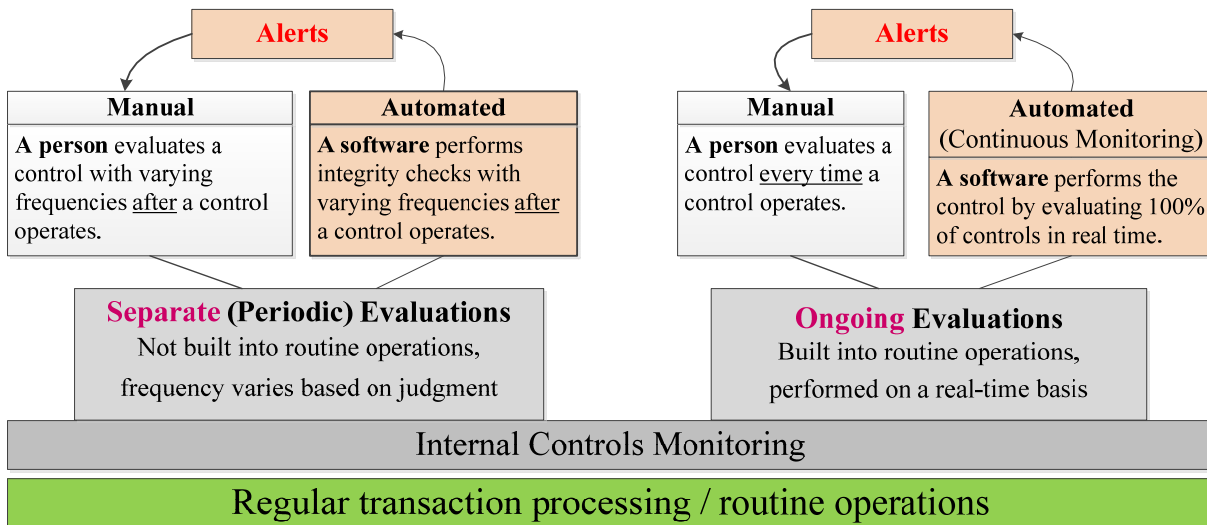 Alerts
Manual
A person evaluates a
control with varying
frequencies after a control
operates.
Automated
A software performs
integrity checks with
varying frequencies after
a control operates.
Separate (Periodic) Evaluations
Not built into routine operations,
frequency varies based on judgment
Alerts
Manual
A person evaluates a
control every time a
control operates.
Automated
(Continuous Monitoring)
A software performs the
control by evaluating 100%
of controls in real time.
Ongoing Evaluations
Built into routine operations,
performed on a real-time basis
Internal Controls Monitoring
Regular transaction processing / routine operations